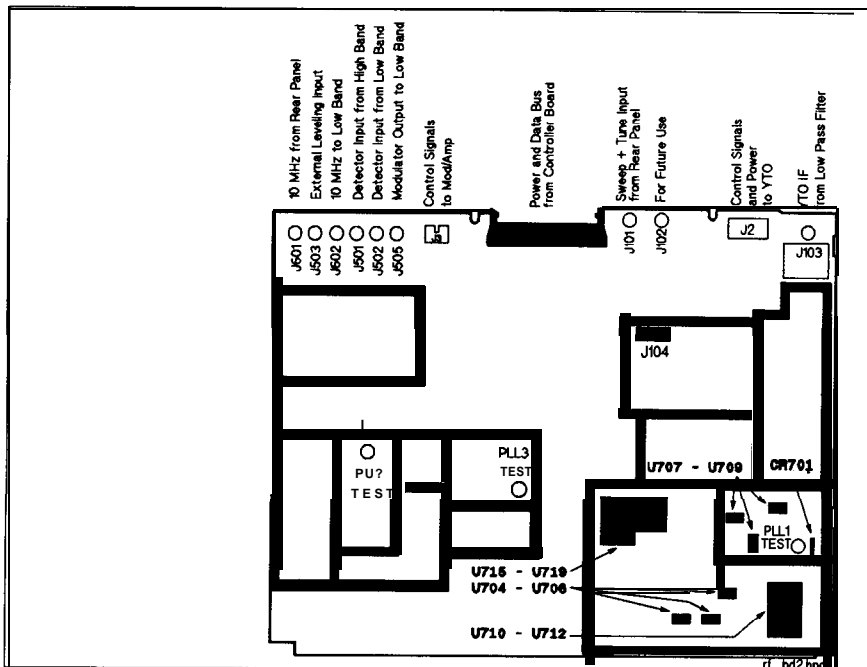 10 MHz from Rear Panel
External Leveling Input
10 MHz to Low Band
Detector Input from High Band
Detector Input from Low Band
Modulator Output to Low Band
Control Signals
to Mod/Amp
Power and Data Bus
from Controller Board
Sweep + Tune Input
from Rear Panel
For Future Use
Control Signals
and Power
to YTO
YTO IF
from Low Pass Filter
J601
J503
J602
J501
J502
J505
J101
J102
J2
J103
J104
PU?
TEST
PLL3
TEST
U707 - U709
CR701
PLL1
TEST
U715 - U719
U704 - U706
U710 - U712